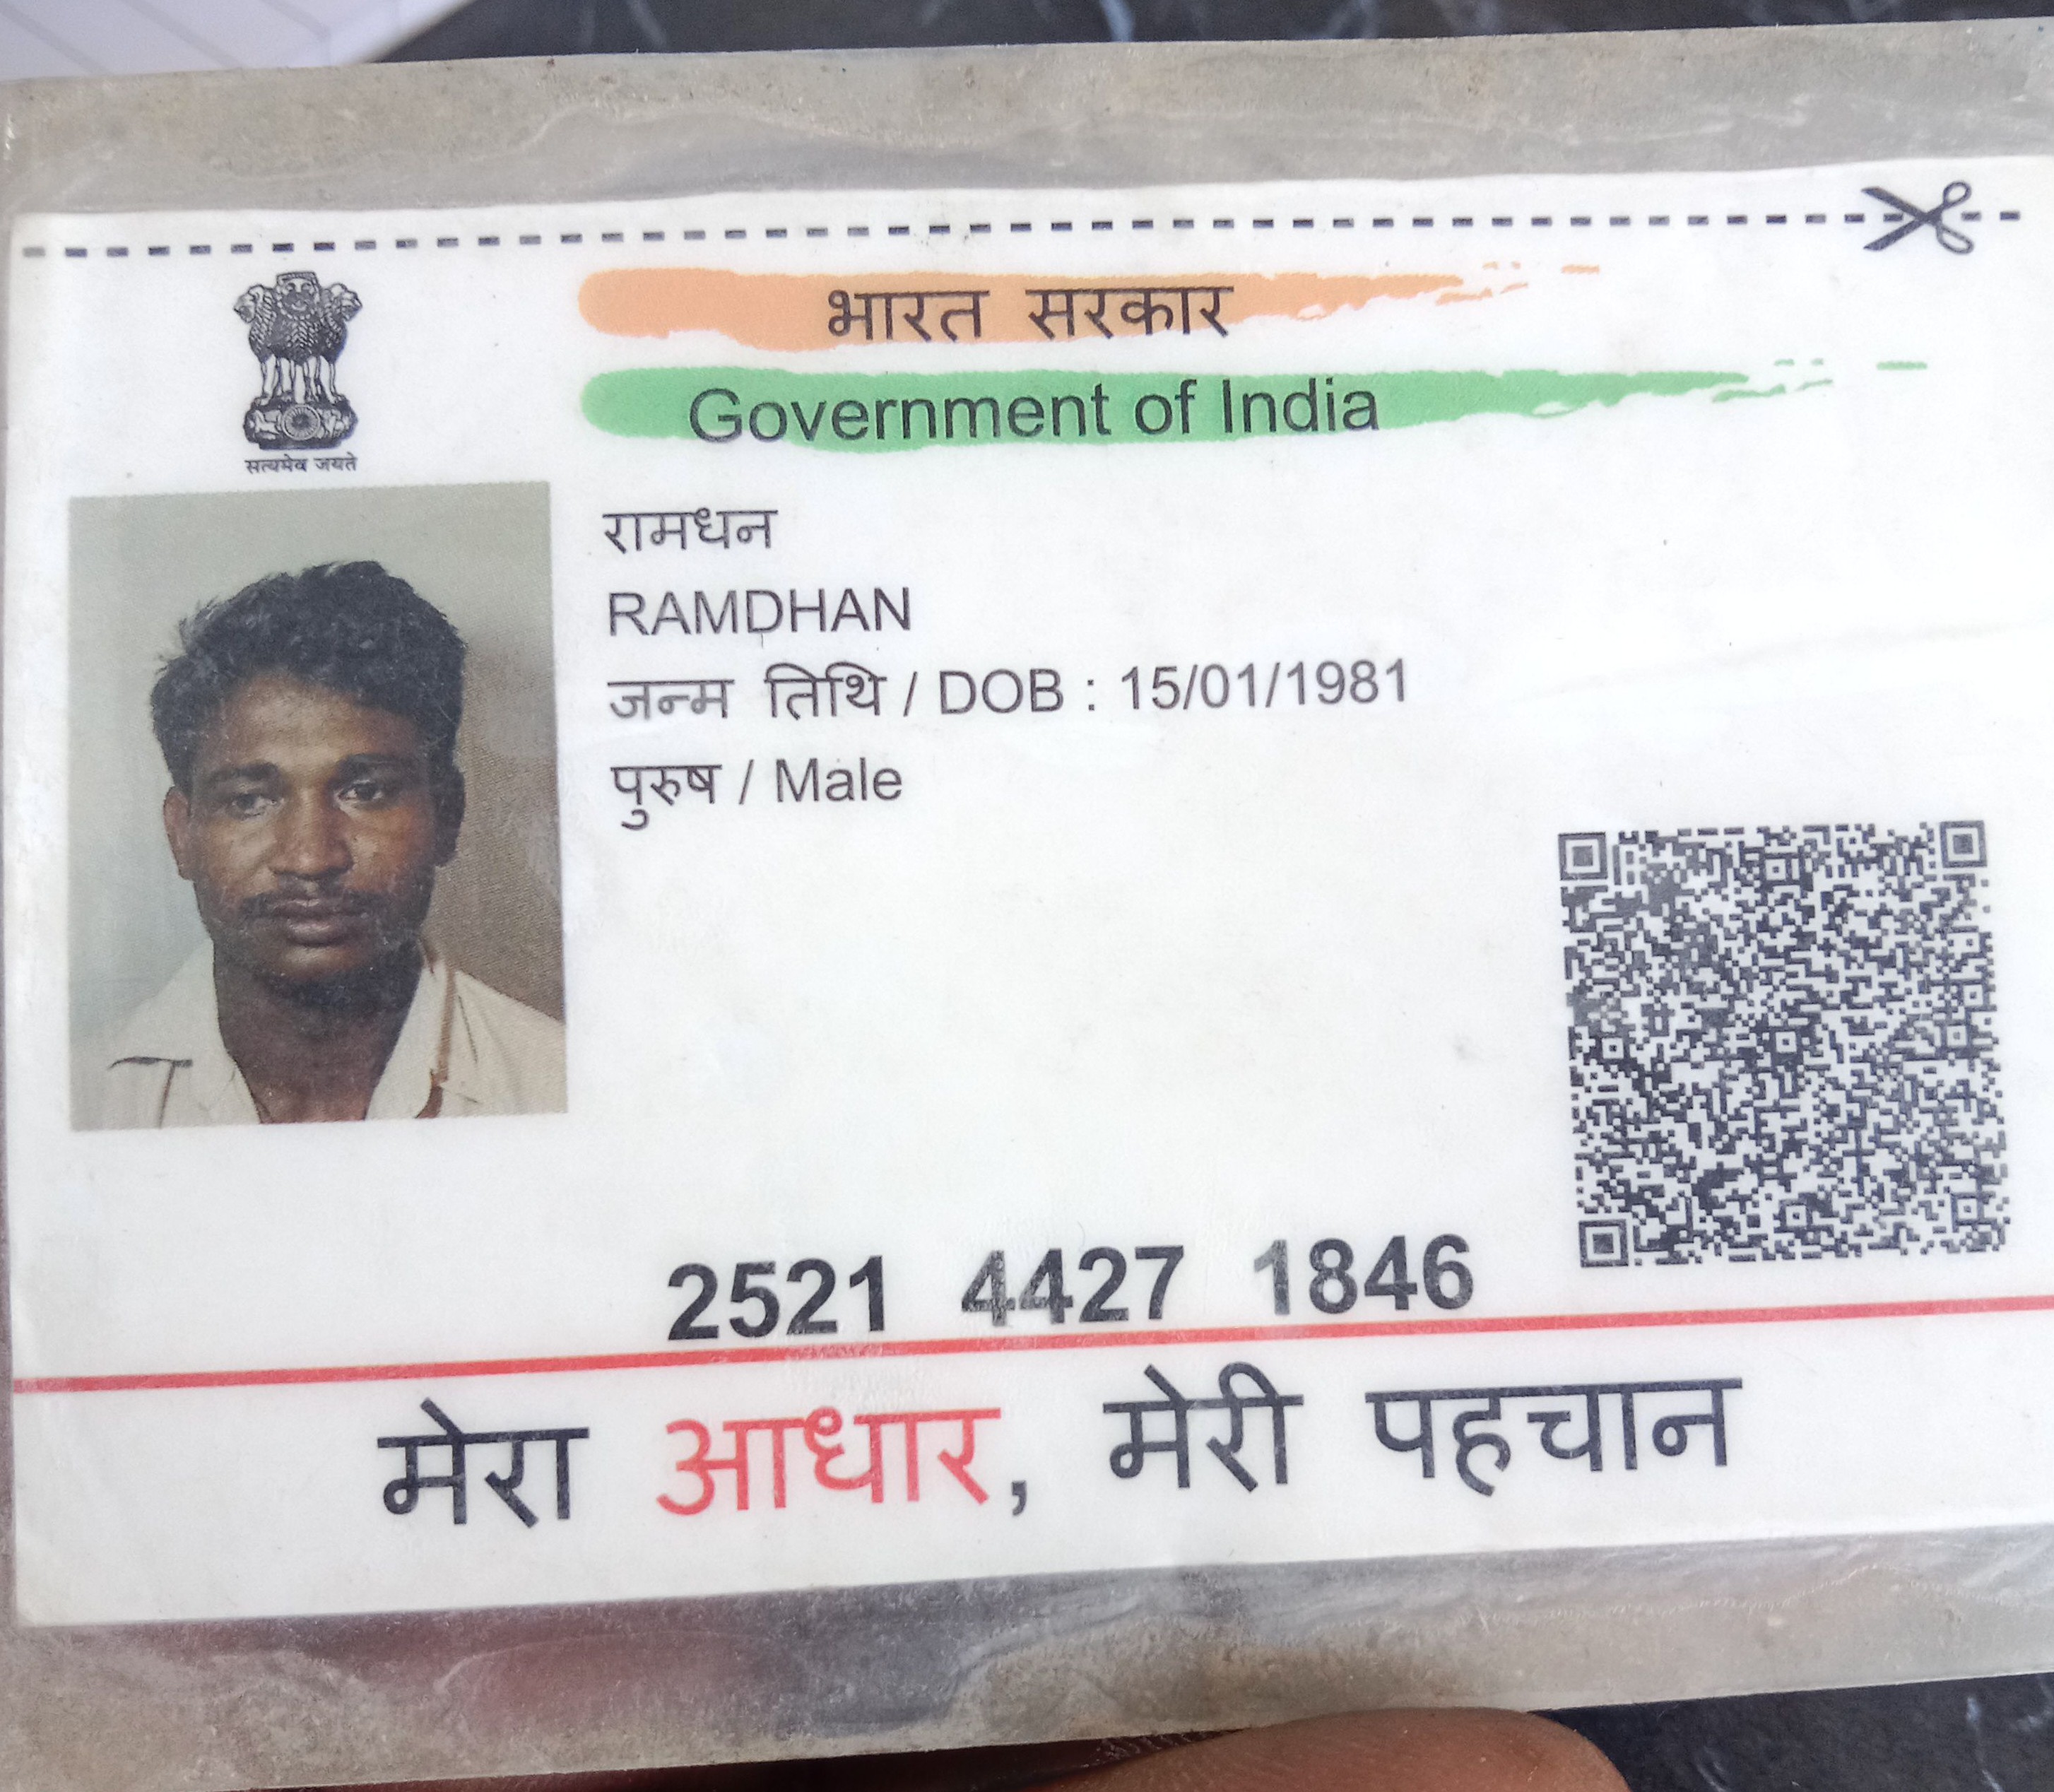 सत्यमेव जयते
भारत सरकार
Government of India
रामधन
RAMDHAN
जन्म तिथि / DOB : 15/01/1981
पुरुष / Male
2521 4427 1846
मेरा आधार, मेरी पहचान